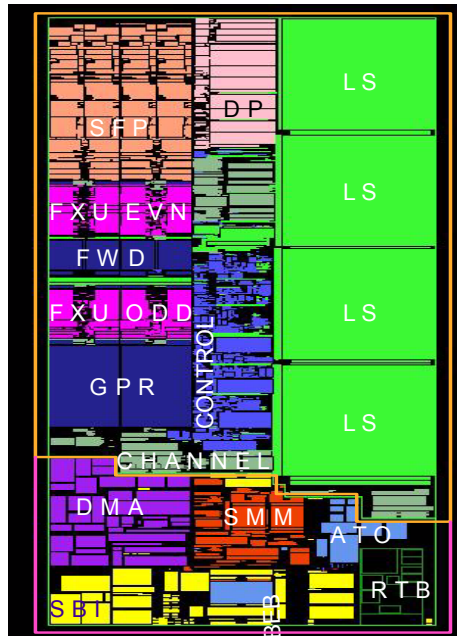 LS
DP
SFP
FXU EVN
LS
FWD
FXU ODD
LS
GPR
CONTROL
LS
CHANNEL
DMA
SMM
ATO
RTB
SBI
BEB